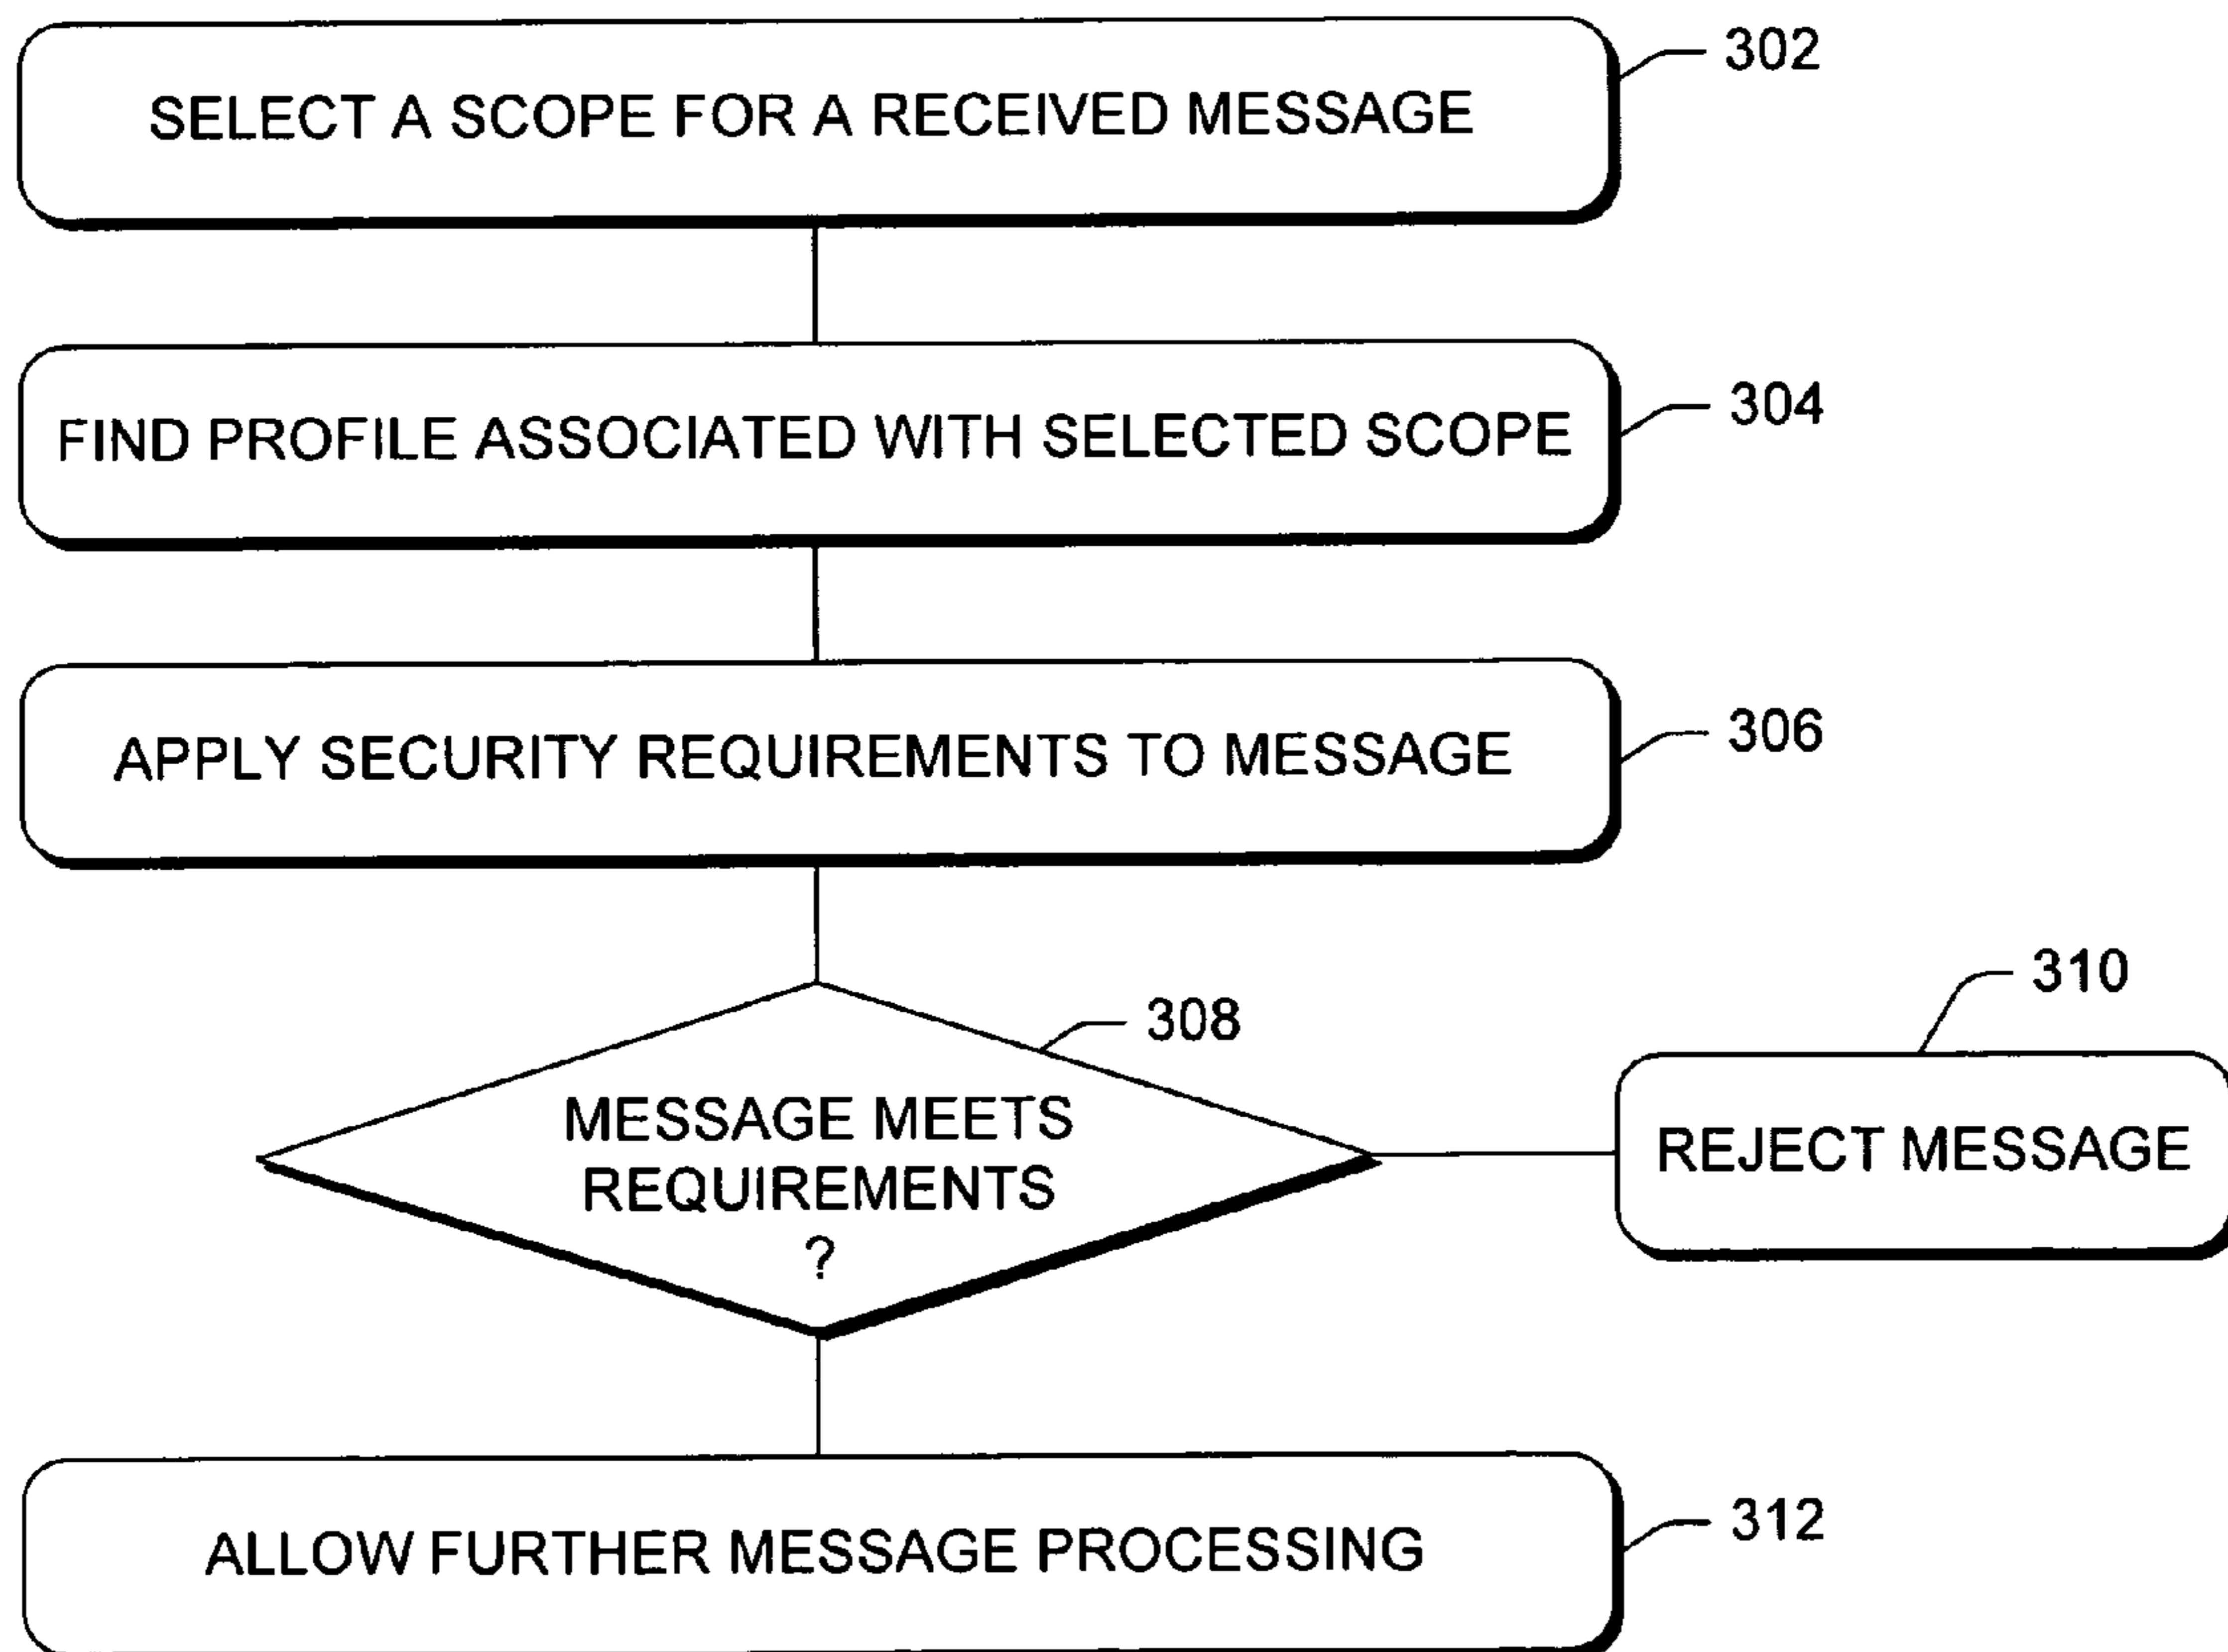 SELECT A SCOPE FOR A RECEIVED MESSAGE
302
FIND PROFILE ASSOCIATED WITH SELECTED SCOPE
304
APPLY SECURITY REQUIREMENTS TO MESSAGE
306
308
MESSAGE MEETS
REQUIREMENTS
?
310
REJECT MESSAGE
ALLOW FURTHER MESSAGE PROCESSING
312